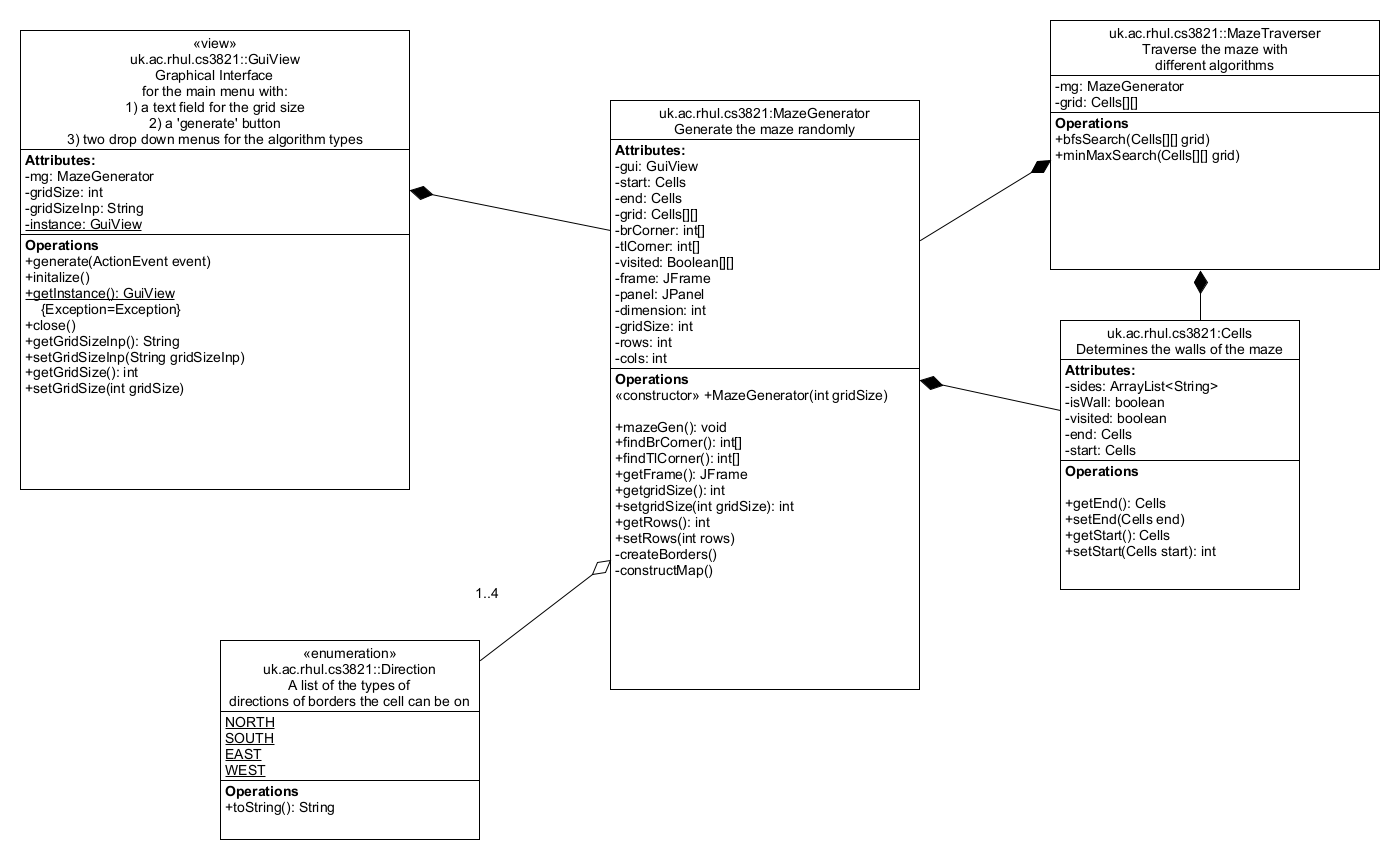 «view»
uk.ac.rhul.cs3821::GuiView
Graphical Interface
for the main menu with:
1) a text field for the grid size
2) a 'generate' button
3) two drop down menus for the algorithm types
Attributes:
-mg: MazeGenerator
-gridSize: int
-gridSizeInp: String
-instance: GuiView
Operations
+generate(ActionEvent event)
+initalize()
+getInstance(): GuiView
{Exception=Exception}
+close()
+getGridSizeInp(): String
+setGridSizeInp(String gridSizeInp)
+getGridSize(): int
+setGridSize(int gridSize)
uk.ac.rhul.cs3821:MazeGenerator
Generate the maze randomly
Attributes:
-gui: GuiView
-start: Cells
-end: Cells
-grid: Cells[][]
-brCorner: int[]
-tlCorner: int[]
-visited: Boolean[][]
-frame: JFrame
-panel: JPanel
-dimension: int
-gridSize: int
-rows: int
-cols: int
Operations
«constructor» +MazeGenerator(int gridSize)
+mazeGen(): void
+findBrCorner(): int[]
+findTlCorner(): int[]
+getFrame(): JFrame
+getgridSize(): int
+setgridSize(int gridSize): int
+getRows(): int
+setRows(int rows)
-createBorders()
-constructMap()
uk.ac.rhul.cs3821::MazeTraverser
Traverse the maze with
different algorithms
-mg: MazeGenerator
-grid: Cells[][]
Operations
+bfsSearch(Cells[][] grid)
+minMaxSearch(Cells[][] grid)
uk.ac.rhul.cs3821:Cells
Determines the walls of the maze
Attributes:
-sides: ArrayList<String>
-isWall: boolean
-visited: boolean
-end: Cells
-start: Cells
Operations
+getEnd(): Cells
+setEnd(Cells end)
+getStart(): Cells
+setStart(Cells start): int
1..4
«enumeration»
uk.ac.rhul.cs3821::Direction
A list of the types of
directions of borders the cell can be on
NORTH
SOUTH
EAST
WEST
Operations
+toString(): String